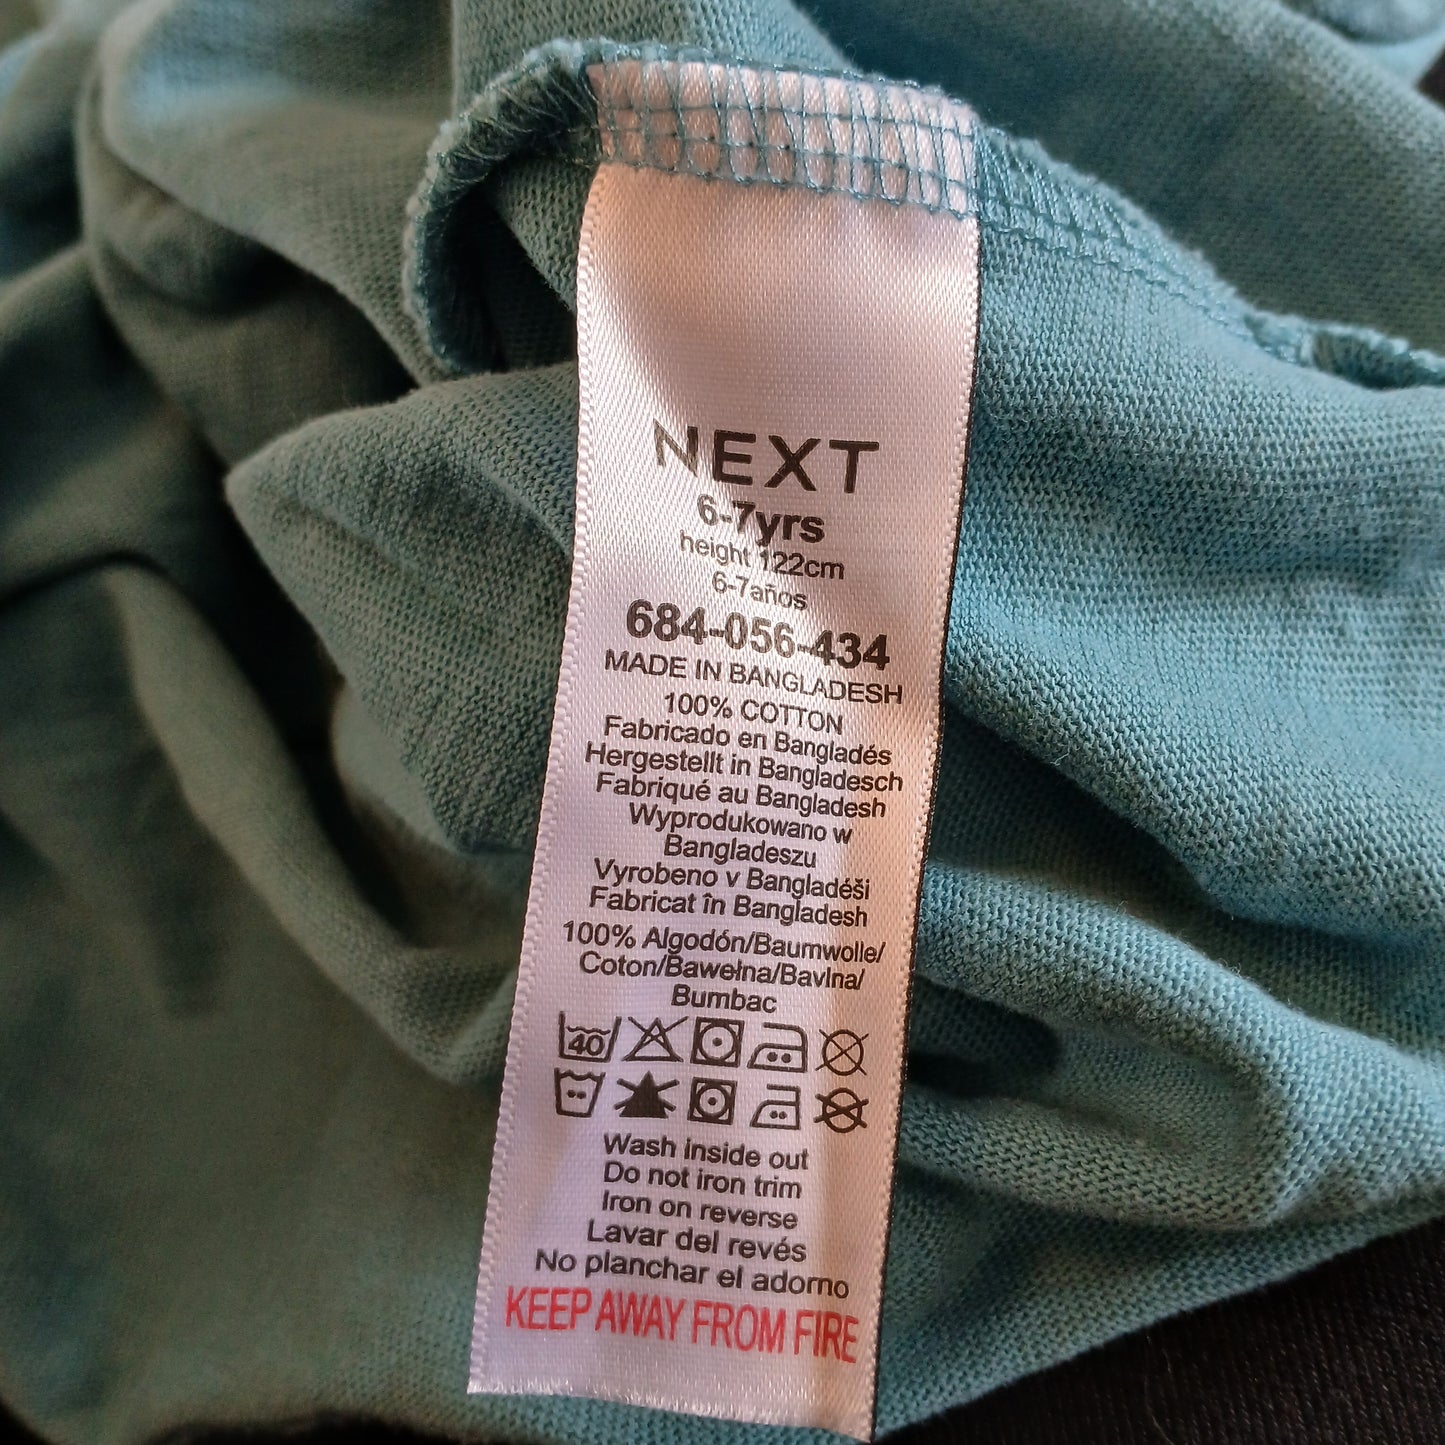 NEXT
6-7yrs
height 122cm
6-7años
684-056-434
MADE IN BANGLADESH
100% COTTON
Fabricado en Bangladés
Hergestellt in Bangladesch
Fabriqué au Bangladesh
Wyprodukowano w
Bangladeszu
Vyrobeno v Bangladéši
Fabricat în Bangladesh
100% Algodón/Baumwolle/
Coton/Bawełna/Bavlna/
Bumbac
40
Wash inside out
Do not iron trim
Iron on reverse
Lavar del revés
No planchar el adorno
KEEP AWAY FROM FIRE